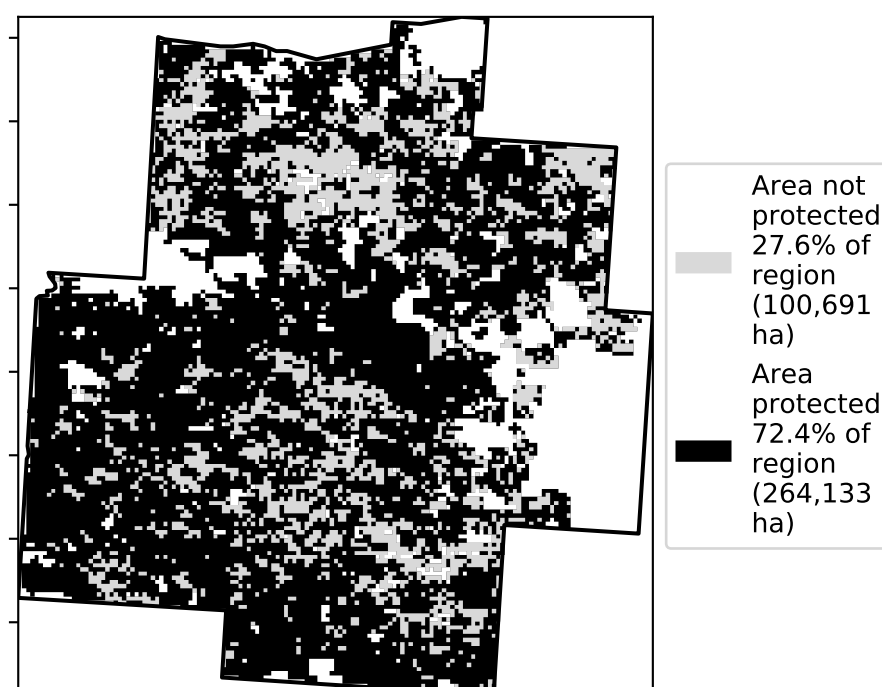 Area not
protected
27.6% of
region
(100,691
ha)
Area
protected
72.4% of
region
(264,133
ha)